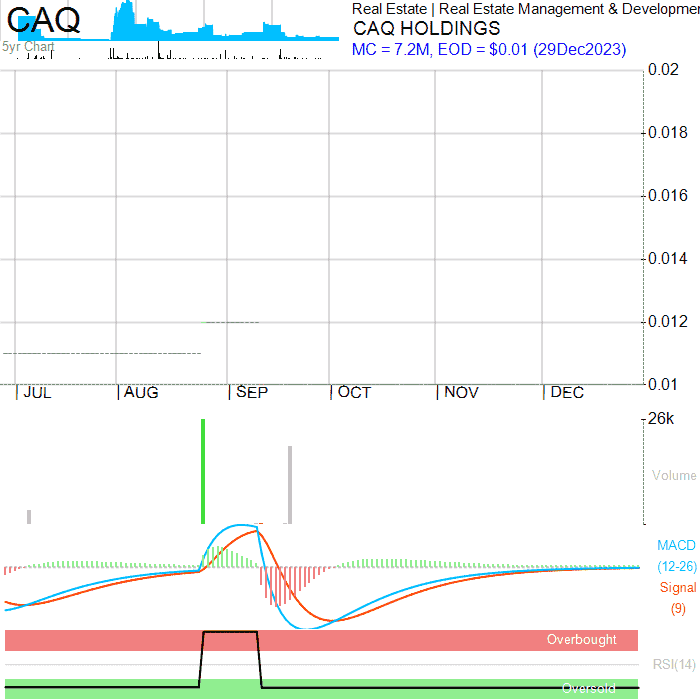 CAQ
5yr Chart
Real Estate | Real Estate Management & Developmen
CAQ HOLDINGS
MC = 7.2M, EOD = $0.01 (29Dec2023)
0.02
0.018
0.016
0.014
0.012
0.01
JUL AUG SEP OCT NOV DEC
26k
Volume
MACD
(12-26)
Signal
(9)
Overbought
RSI(14)
Oversold